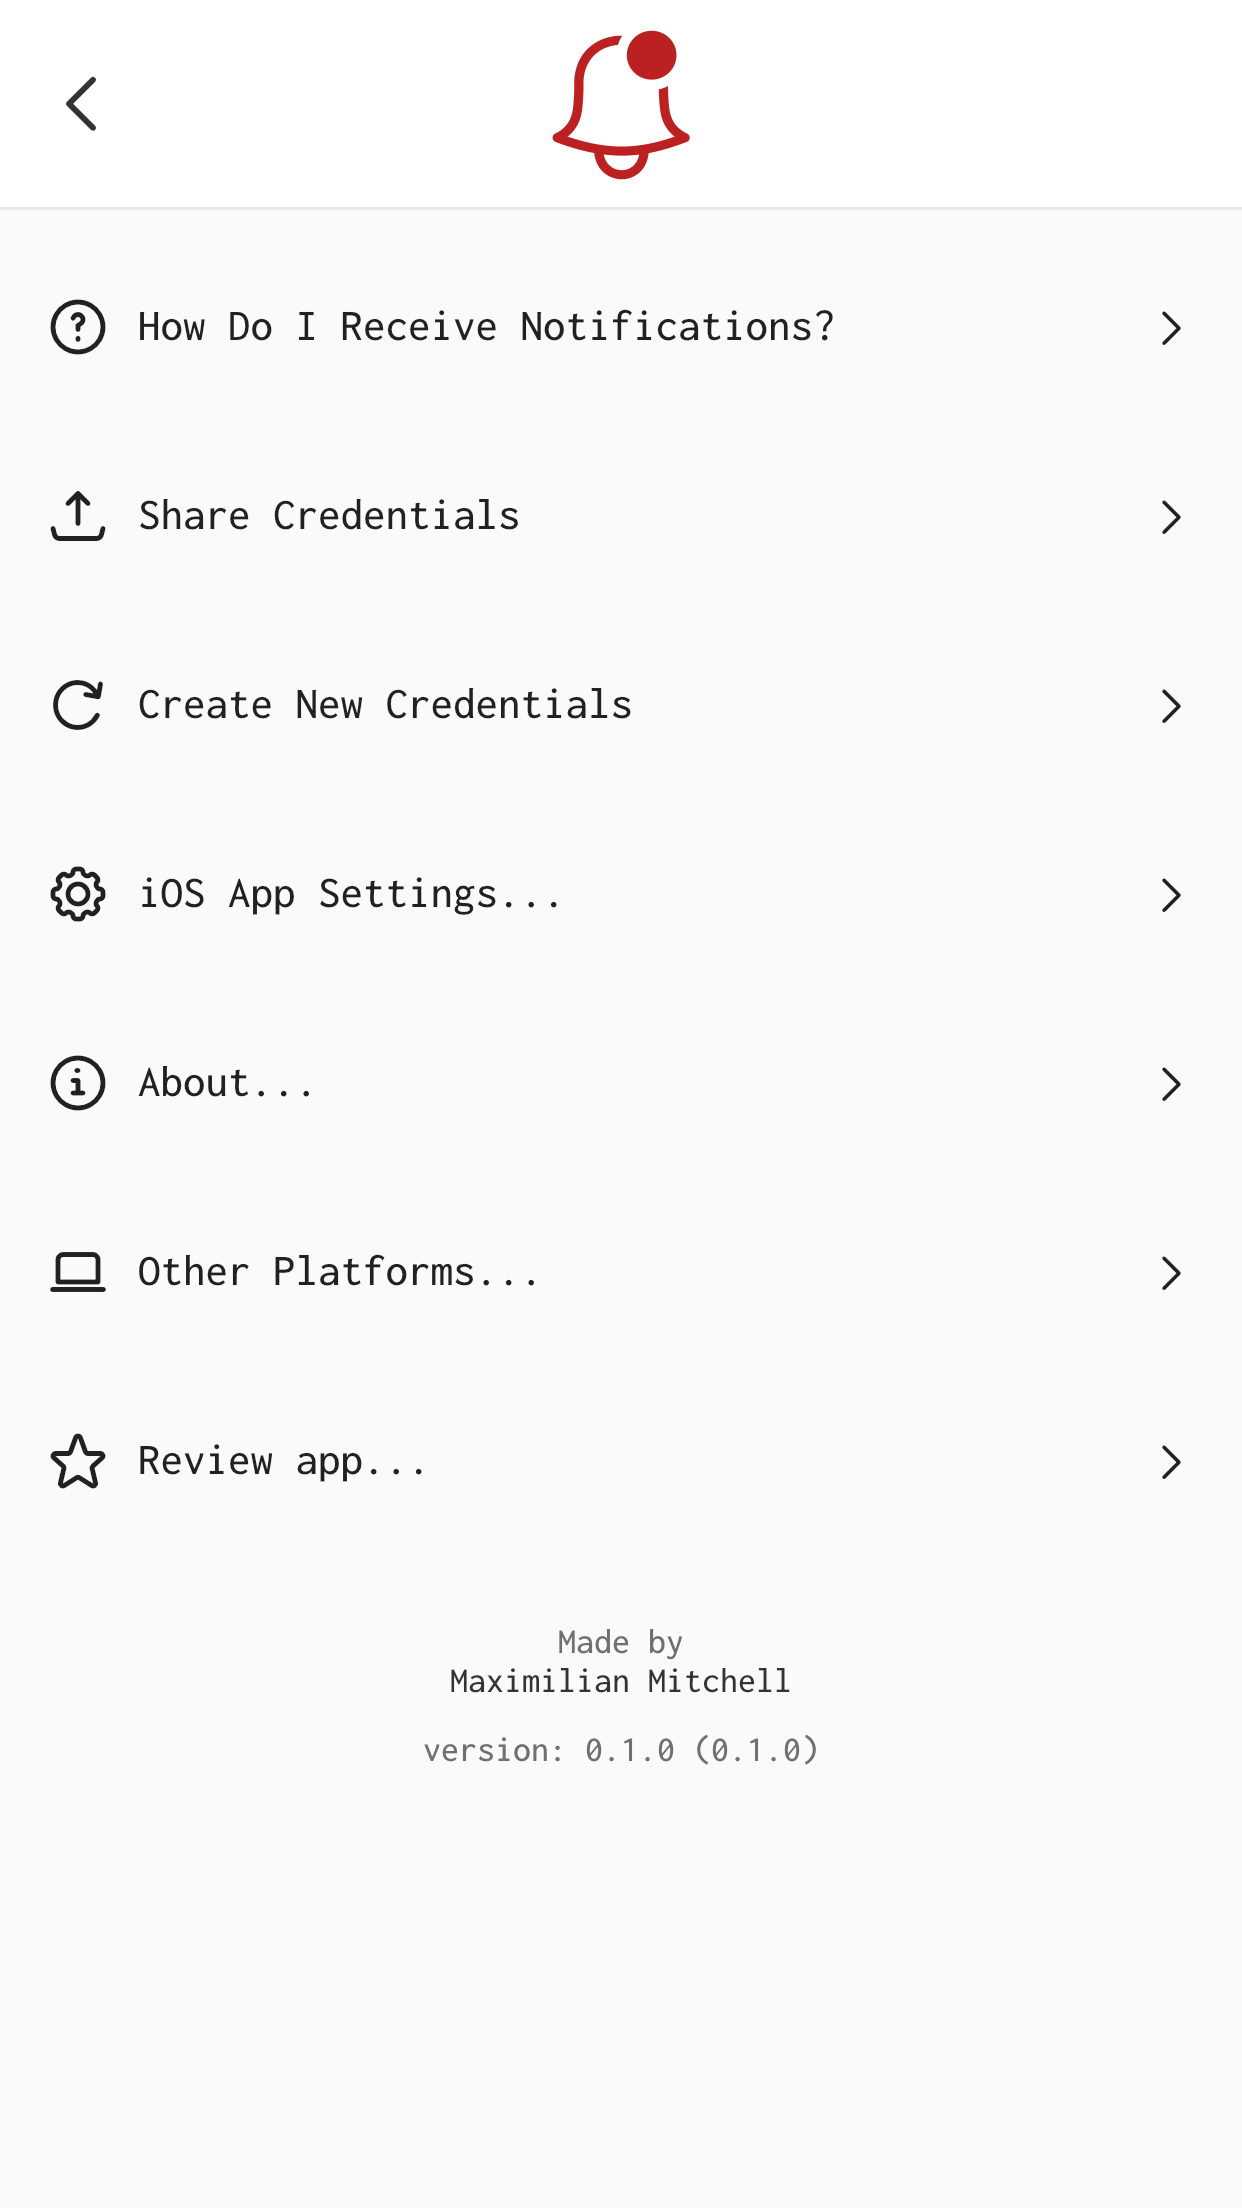 How Do I Receive Notifications?
Share Credentials
Create New Credentials
iOS App Settings...
About...
Other Platforms...
Review app...
Made by
Maximilian Mitchell
version: 0.1.0 (0.1.0)